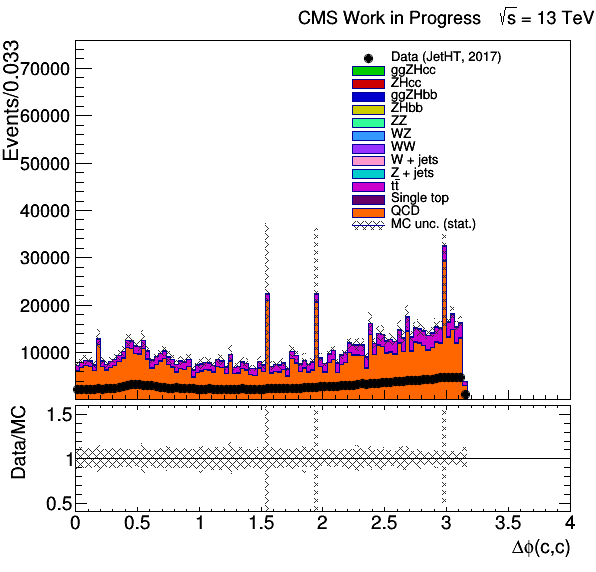 CMS Work in Progress √s = 13 TeV
Events/0.033
70000
60000
50000
40000
30000
20000
10000
Data (JetHT, 2017)
ggZHcc
ZHcc
ggZHbb
ZHbb
ZZ
WZ
WW
W + jets
Z + jets
tt̄
Single top
QCD
MC unc. (stat.)
Data/MC
1.5
1
0.5
0 0.5 1 1.5 2 2.5 3 3.5 4
Δϕ(c,c)